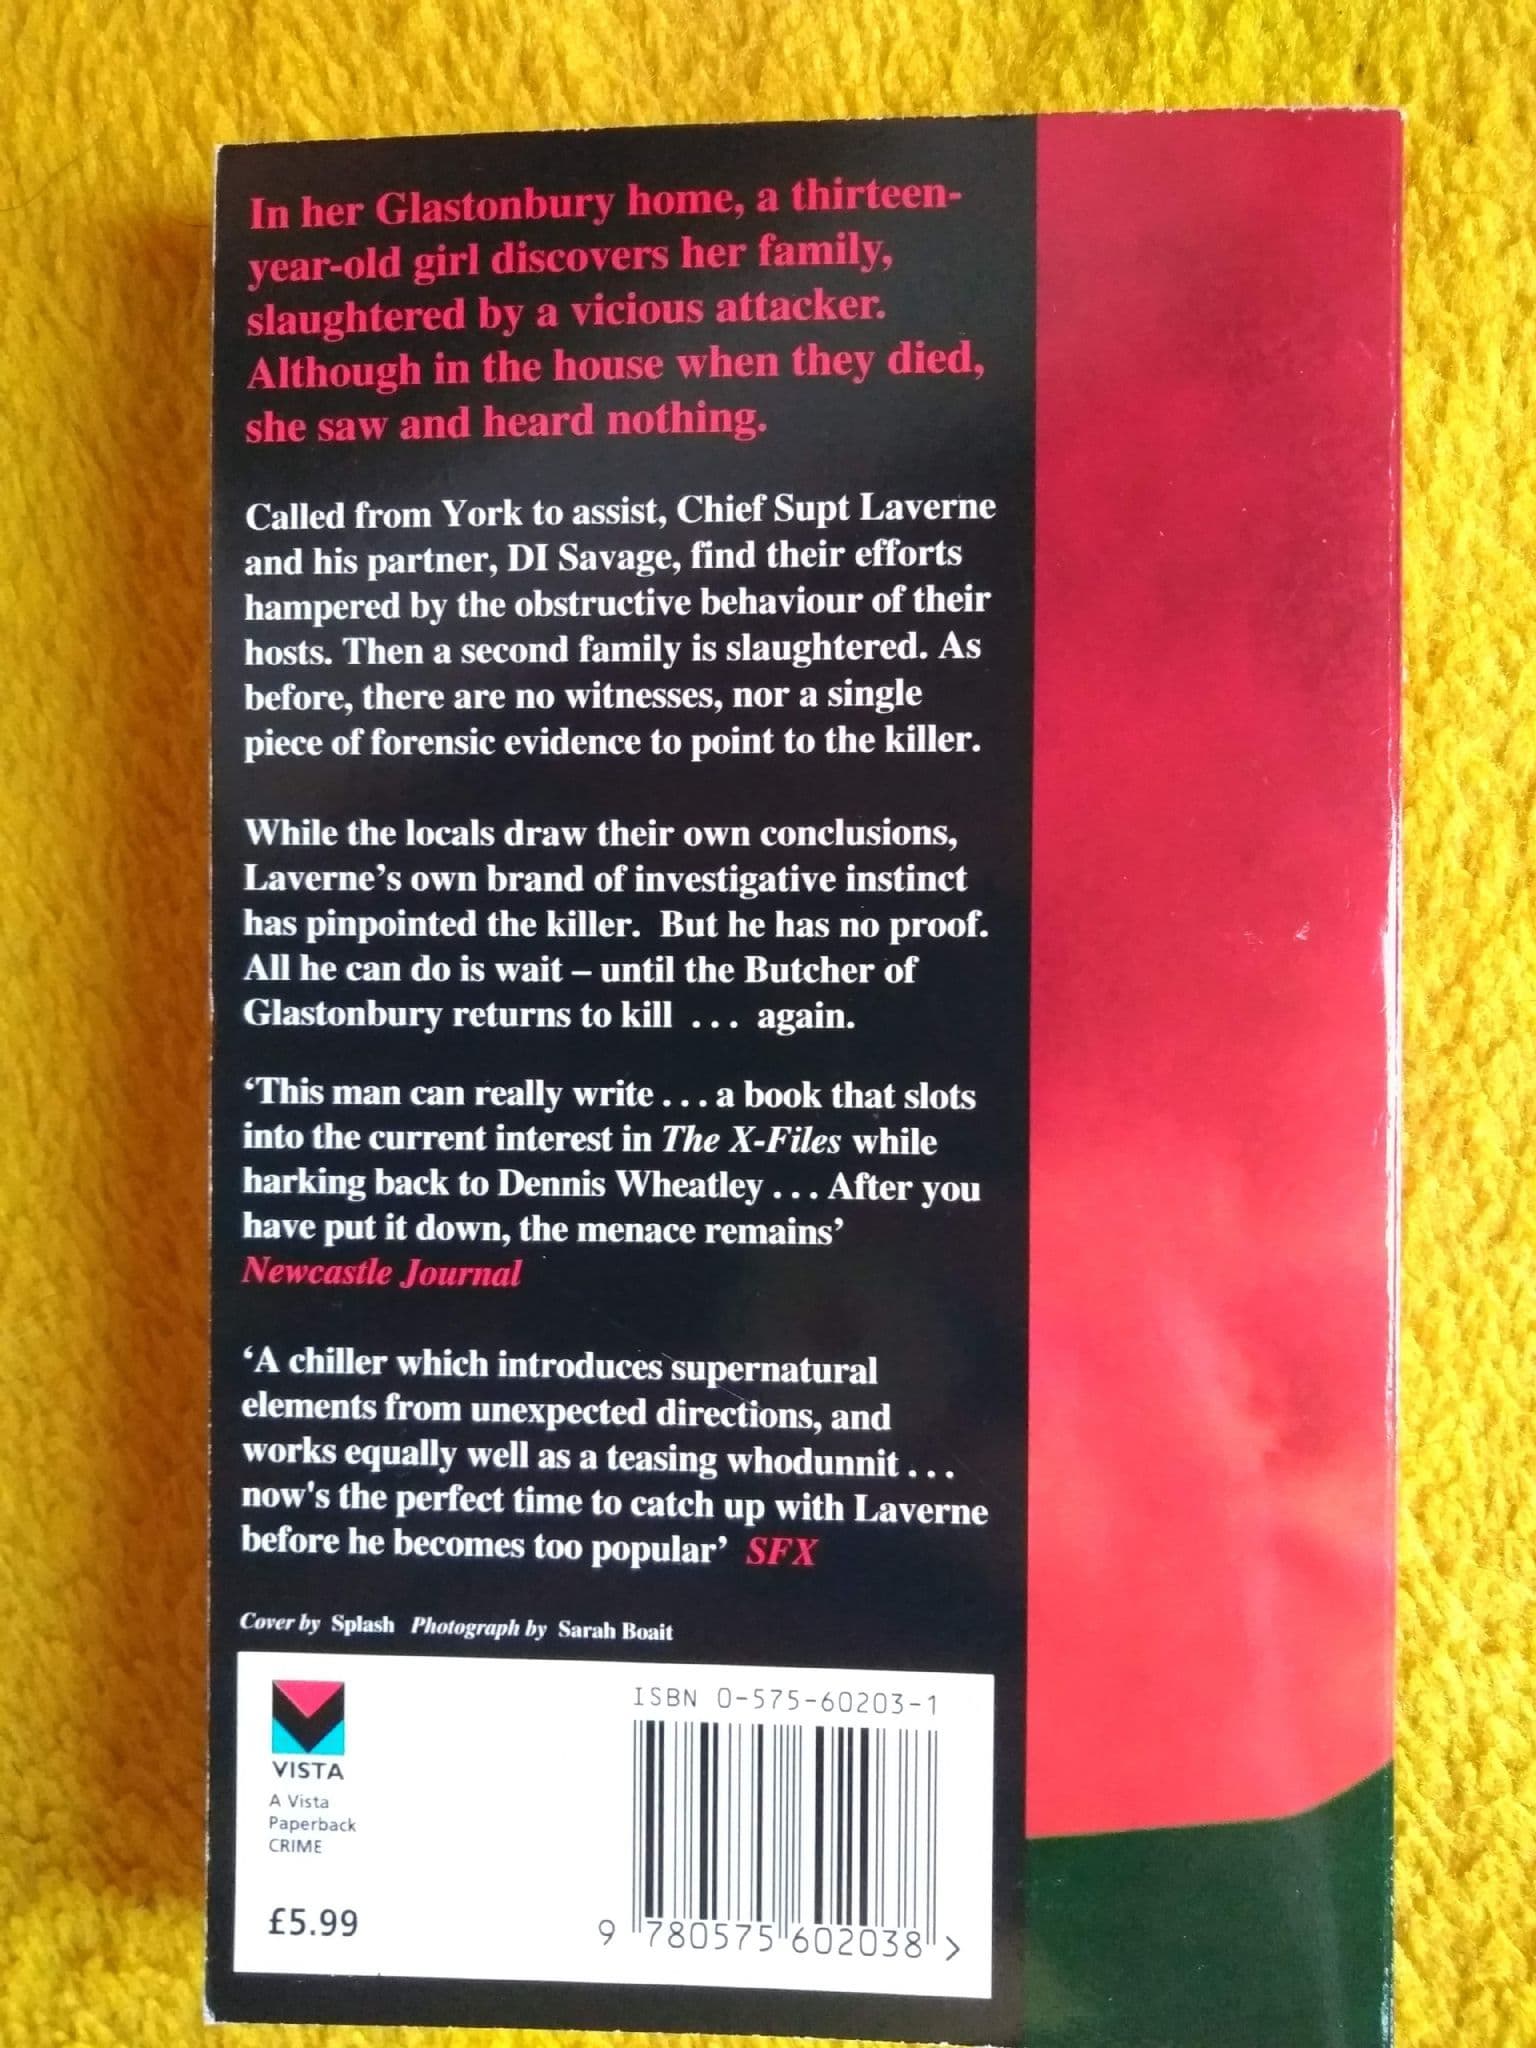 In her Glastonbury home, a thirteen-
year-old girl discovers her family,
slaughtered by a vicious attacker.
Although in the house when they died,
she saw and heard nothing.
Called from York to assist, Chief Supt Laverne
and his partner, DI Savage, find their efforts
hampered by the obstructive behaviour of their
hosts. Then a second family is slaughtered. As
before, there are no witnesses, nor a single
piece of forensic evidence to point to the killer.
While the locals draw their own conclusions,
Laverne’s own brand of investigative instinct
has pinpointed the killer. But he has no proof.
All he can do is wait – until the Butcher of
Glastonbury returns to kill ... again.
‘This man can really write ... a book that slots
into the current interest in The X-Files while
harking back to Dennis Wheatley ... After you
have put it down, the menace remains’
Newcastle Journal
‘A chiller which introduces supernatural
elements from unexpected directions, and
works equally well as a teasing whodunnit ...
now's the perfect time to catch up with Laverne
before he becomes too popular’ SFX
Cover by Splash Photograph by Sarah Boait
ISBN 0-575-60203-1
VISTA
A Vista
Paperback
CRIME
£5.99
9 780575 602038 >